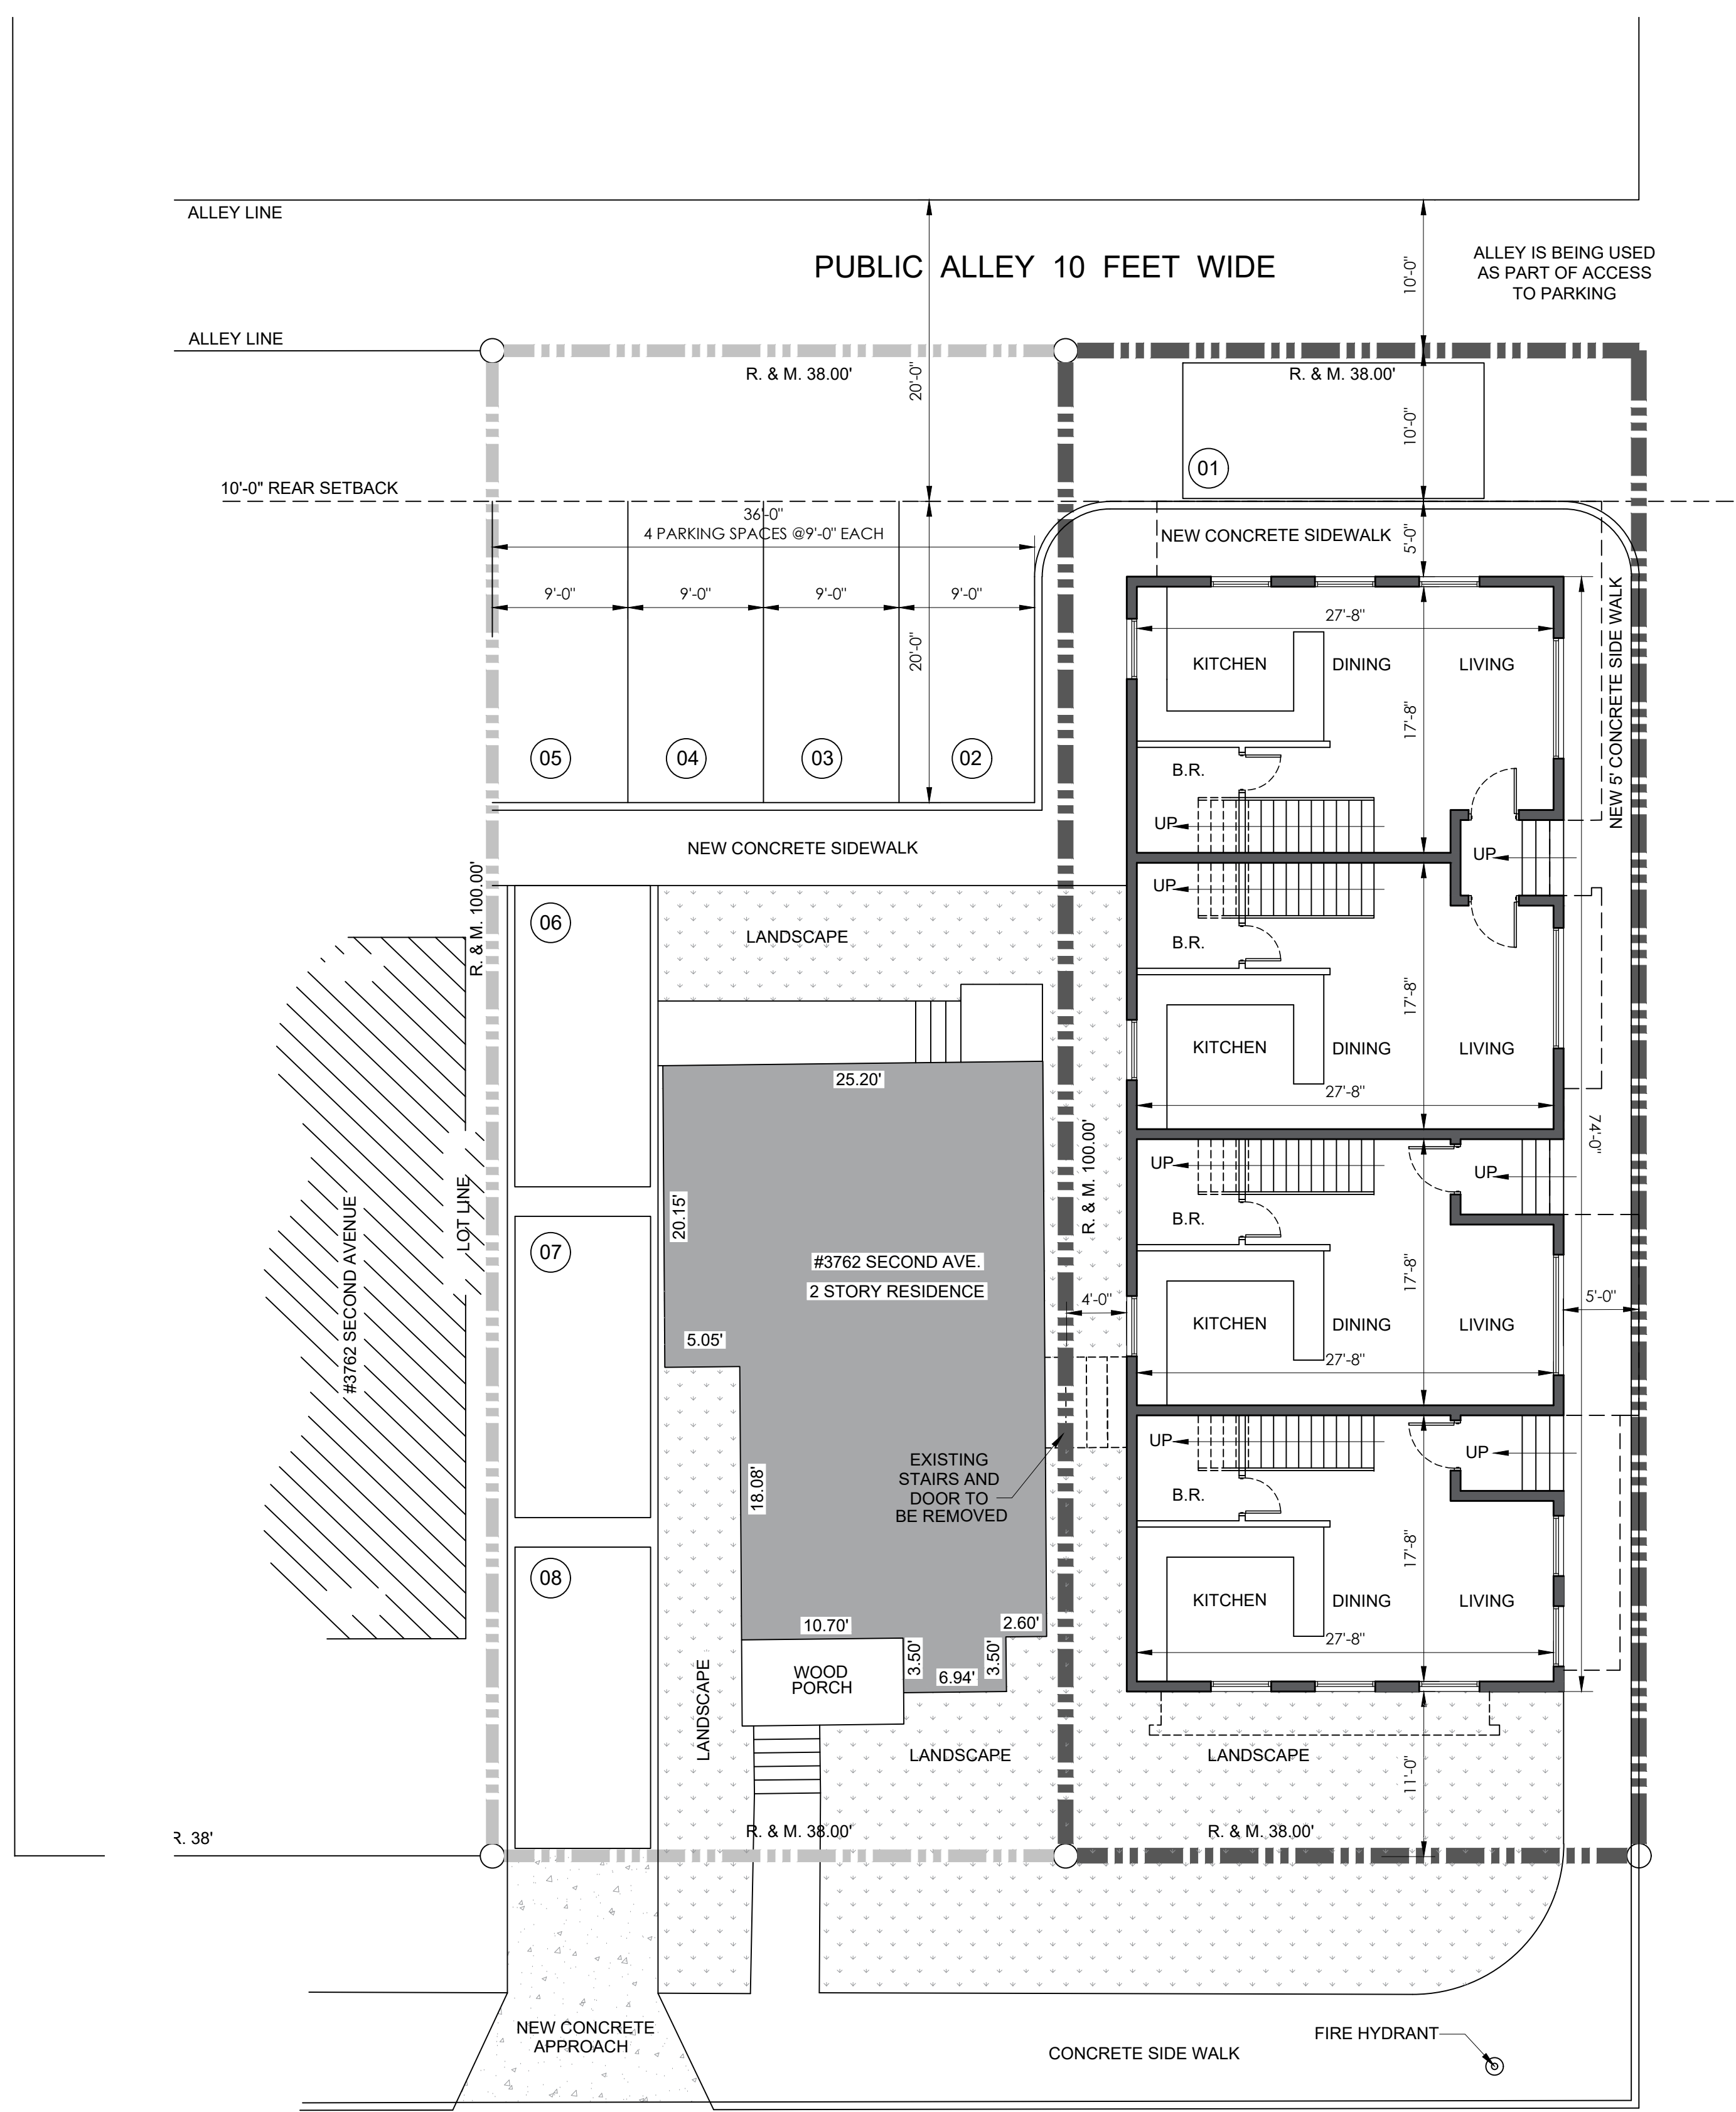 ALLEY LINE
PUBLIC ALLEY 10 FEET WIDE
10'-0"
ALLEY IS BEING USED
AS PART OF ACCESS
TO PARKING
ALLEY LINE
R. & M. 38.00'
20'-0"
R. & M. 38.00'
10'-0"
01
10'-0" REAR SETBACK
36'-0"
4 PARKING SPACES @9'-0" EACH
NEW CONCRETE SIDEWALK
5'-0"
9'-0"
9'-0"
9'-0"
9'-0"
20'-0"
27'-8"
KITCHEN
DINING
LIVING
17'-8"
NEW 5' CONCRETE SIDE WALK
05
04
03
02
B.R.
UP
UP
NEW CONCRETE SIDEWALK
R. & M. 100.00'
UP
06
LANDSCAPE
B.R.
17'-8"
KITCHEN
DINING
LIVING
27'-8"
25.20'
74'-0"
R. & M. 100.00'
UP
UP
20.15'
B.R.
#3762 SECOND AVENUE
LOT LINE
07
#3762 SECOND AVE.
2 STORY RESIDENCE
17'-8"
4'-0"
5'-0"
5.05'
KITCHEN
DINING
LIVING
27'-8"
EXISTING
STAIRS AND
DOOR TO
BE REMOVED
18.08'
UP
UP
B.R.
17'-8"
08
KITCHEN
DINING
LIVING
27'-8"
10.70'
2.60'
3.50'
3.50'
6.94'
WOOD
PORCH
LANDSCAPE
LANDSCAPE
LANDSCAPE
11'-0"
R. 38'
R. & M. 38.00'
R. & M. 38.00'
NEW CONCRETE
APPROACH
CONCRETE SIDE WALK
FIRE HYDRANT